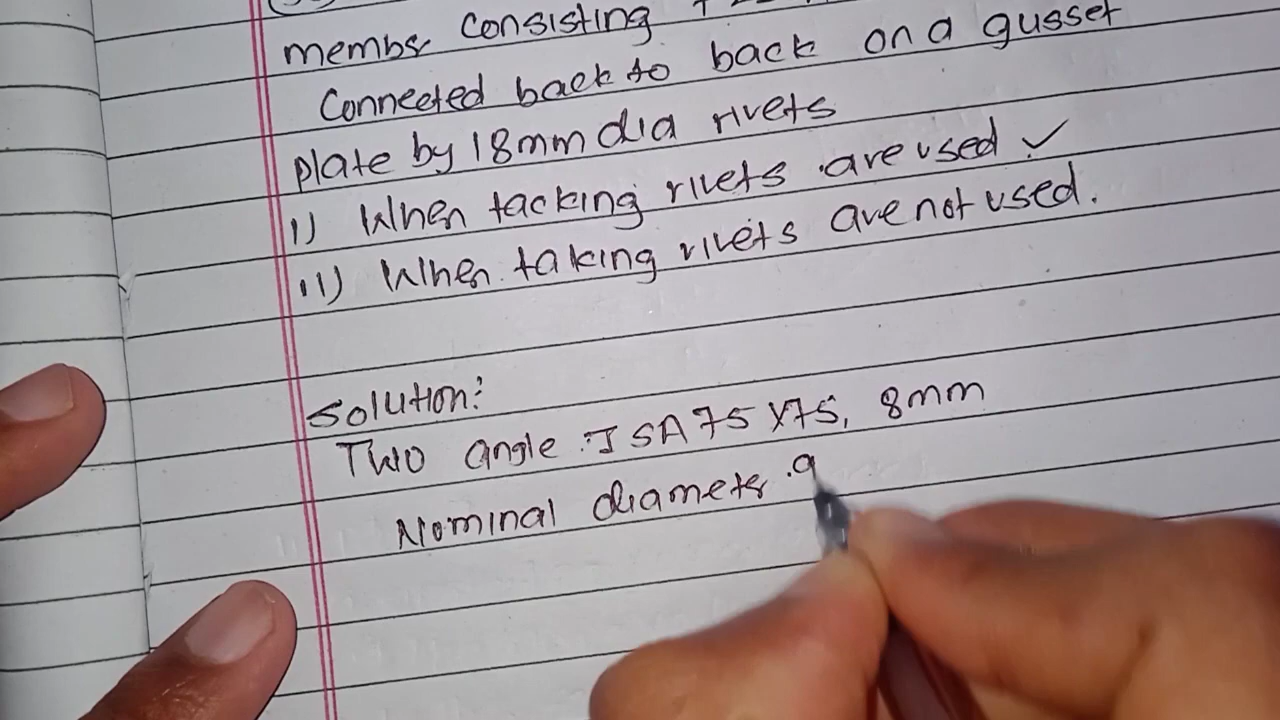 membr consisting
Connected back to back on a gusset
plate by 18mm dia rivets
i) When tacking rivets are used ✓
ii) When taking rivets are not used.
Solution:
Two angle : ISA 75 x 75, 8mm
Nominal diameter